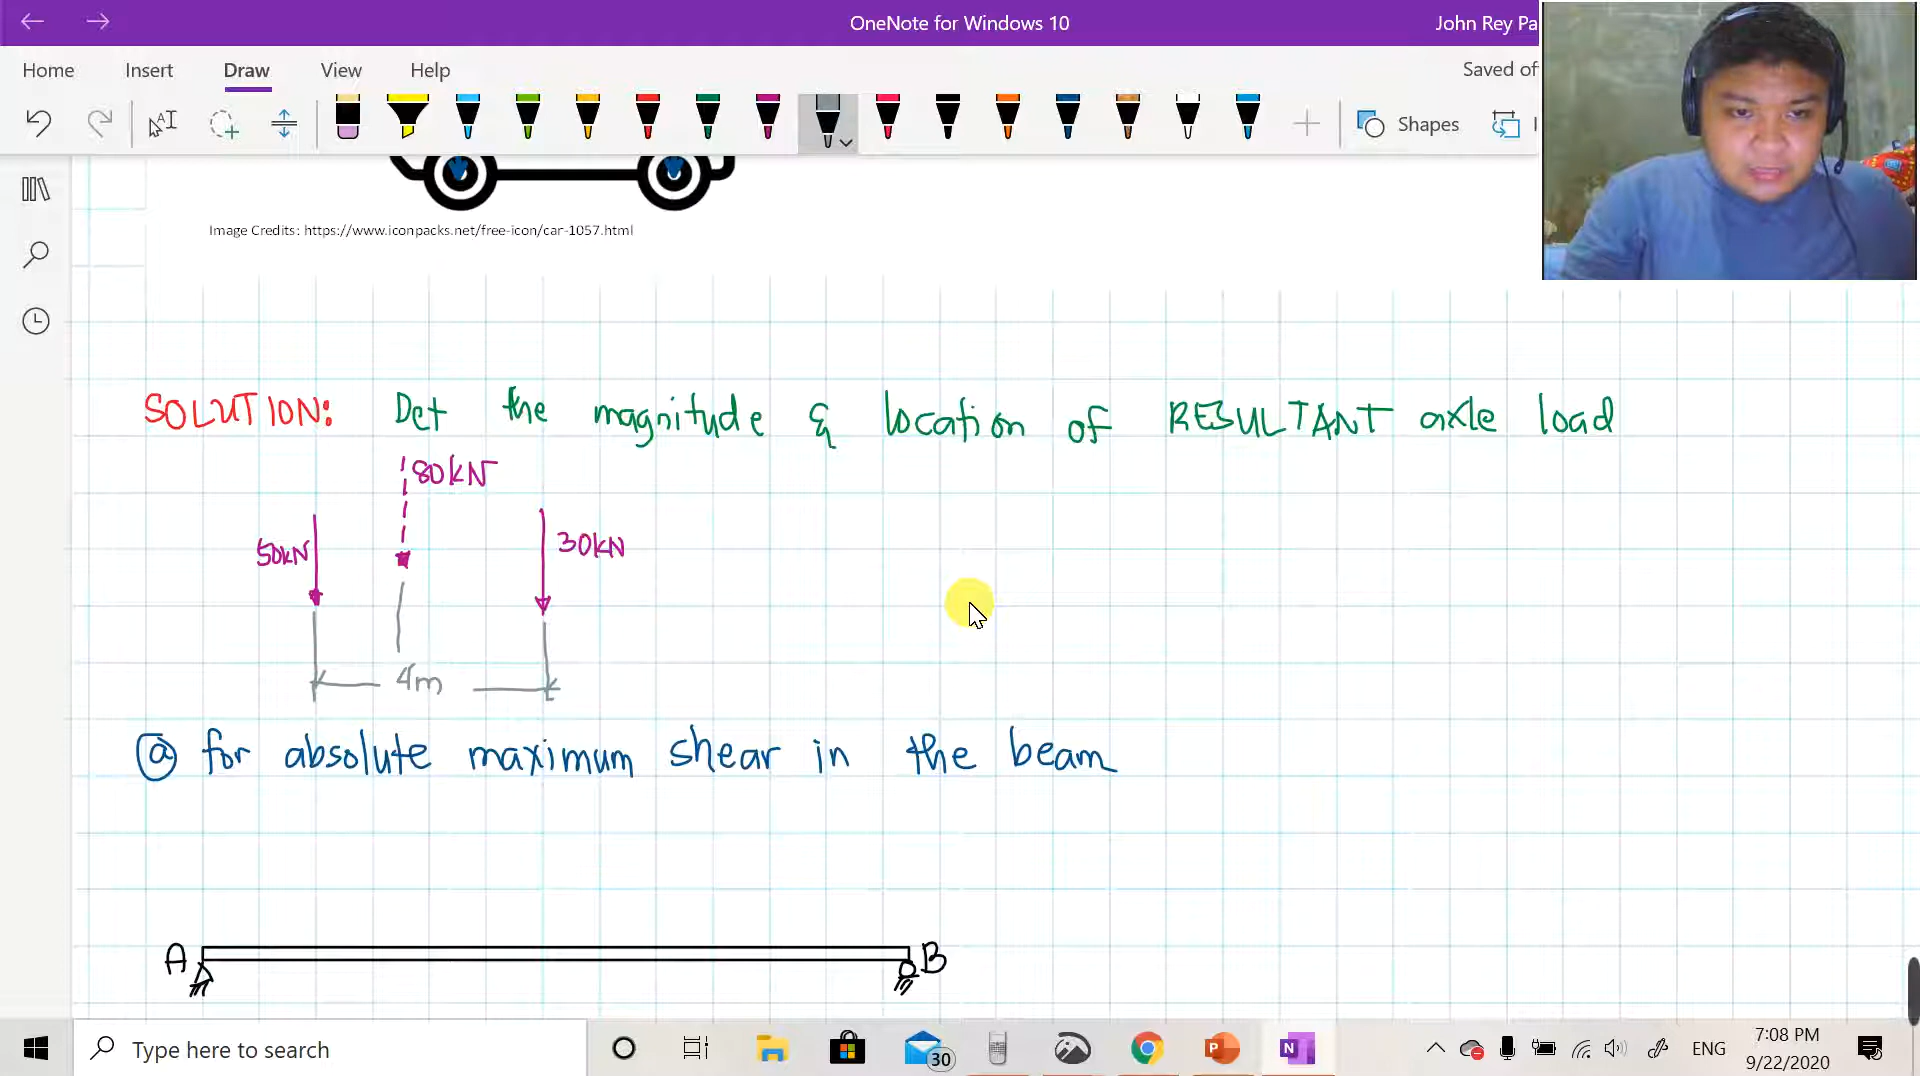 OneNote for Windows 10
John Rey Pa
Home Insert Draw View Help
Saved of
Shapes
Image Credits: https://www.iconpacks.net/free-icon/car-1057.html
SOLUTION: Det the magnitude & location of RESULTANT axle load
80kN
50kN
30kN
4m
ⓐ for absolute maximum shear in the beam
A
B
Type here to search
30
ENG
7:08 PM
9/22/2020